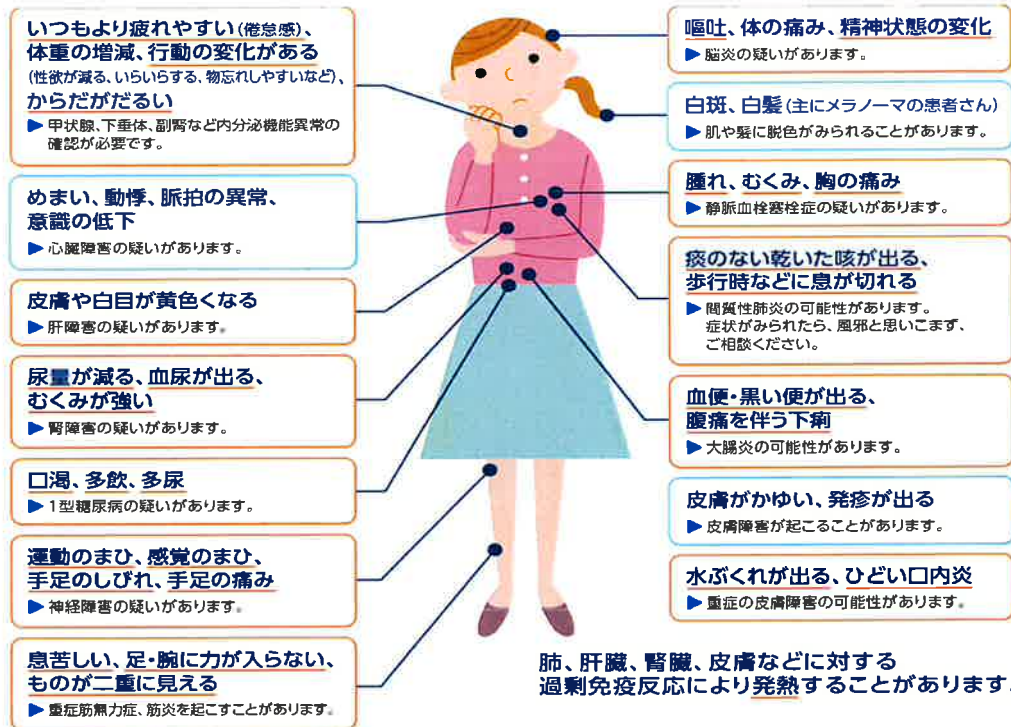 いつもより疲れやすい(倦怠感)、
体重の増減、行動の変化がある
(性欲が減る、いらいらする、物忘れしやすいなど)、
からだがだるい
▶ 甲状腺、下垂体、副腎など内分泌機能異常の
確認が必要です。
めまい、動悸、脈拍の異常、
意識の低下
▶ 心臓障害の疑いがあります。
皮膚や白目が黄色くなる
▶ 肝障害の疑いがあります。
尿量が減る、血尿が出る、
むくみが強い
▶ 腎障害の疑いがあります。
口渇、多飲、多尿
▶ 1型糖尿病の疑いがあります。
運動のまひ、感覚のまひ、
手足のしびれ、手足の痛み
▶ 神経障害の疑いがあります。
息苦しい、足・腕に力が入らない、
ものが二重に見える
▶ 重症筋無力症、筋炎を起こすことがあります。
嘔吐、体の痛み、精神状態の変化
▶ 脳炎の疑いがあります。
白斑、白髪(主にメラノーマの患者さん)
▶ 肌や髪に脱色がみられることがあります。
腫れ、むくみ、胸の痛み
▶ 静脈血栓塞栓症の疑いがあります。
痰のない乾いた咳が出る、
歩行時などに息が切れる
▶ 間質性肺炎の可能性があります。
症状がみられたら、風邪と思いこまず、
ご相談ください。
血便・黒い便が出る、
腹痛を伴う下痢
▶ 大腸炎の可能性があります。
皮膚がかゆい、発疹が出る
▶ 皮膚障害が起こることがあります。
水ぶくれが出る、ひどい口内炎
▶ 重症の皮膚障害の可能性があります。
肺、肝臓、腎臓、皮膚などに対する
過剰免疫反応により発熱することがあります。